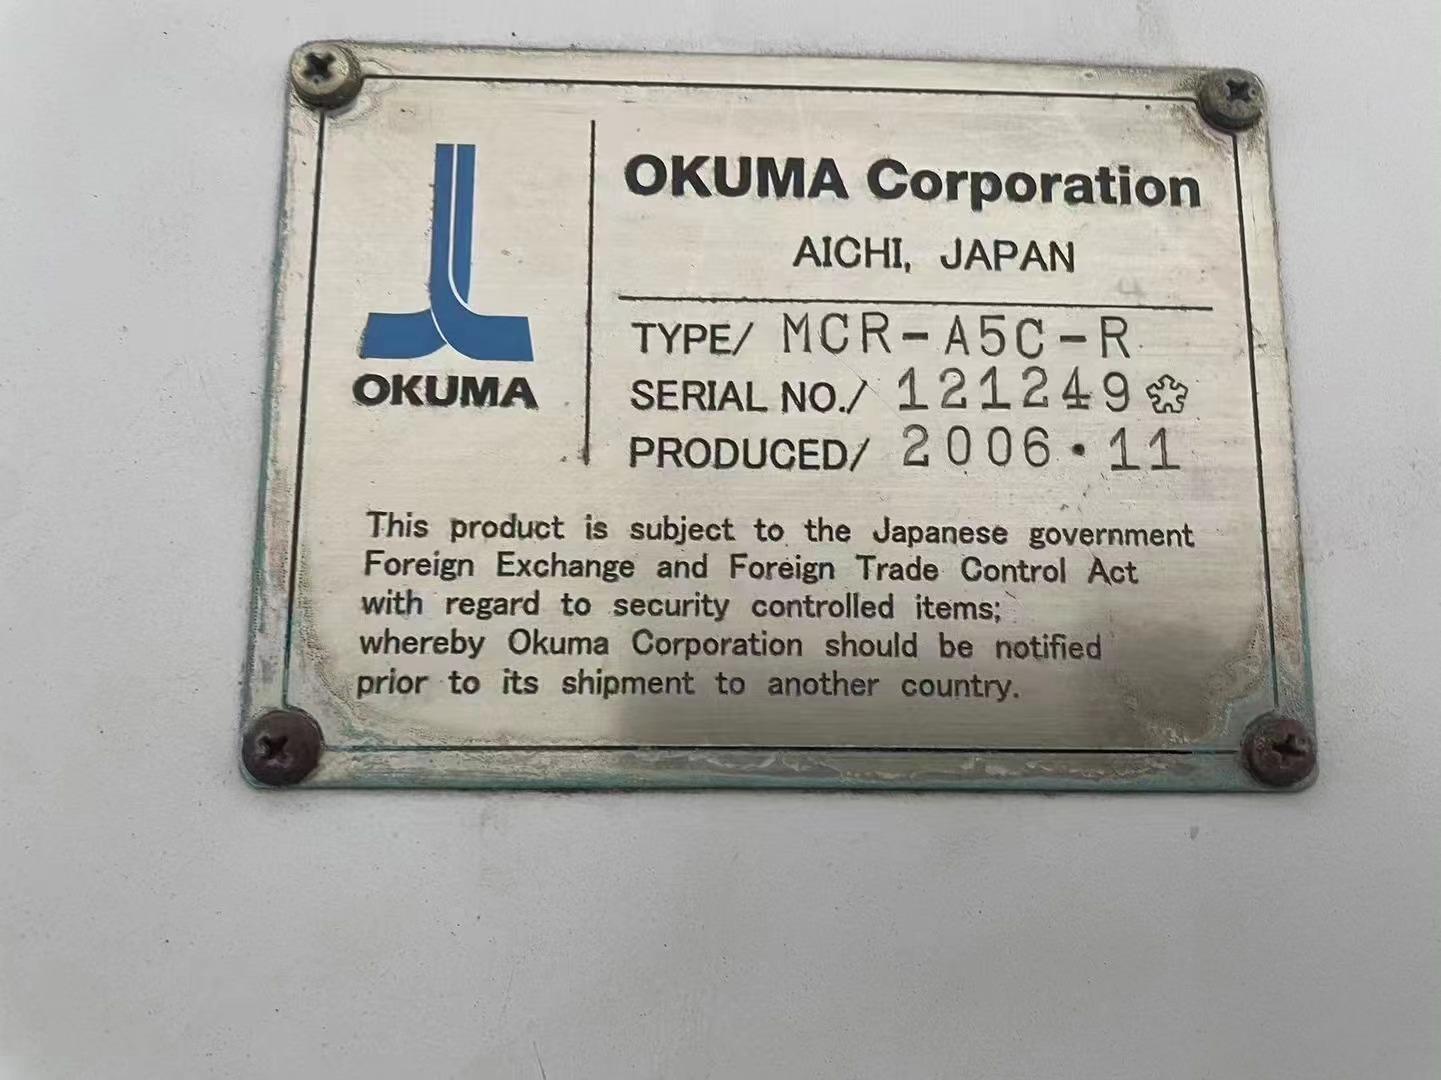 OKUMA
OKUMA Corporation
AICHI, JAPAN
TYPE/ MCR-A5C-R
SERIAL NO./ 121249
PRODUCED/ 2006・11
This product is subject to the Japanese government
Foreign Exchange and Foreign Trade Control Act
with regard to security controlled items;
whereby Okuma Corporation should be notified
prior to its shipment to another country.